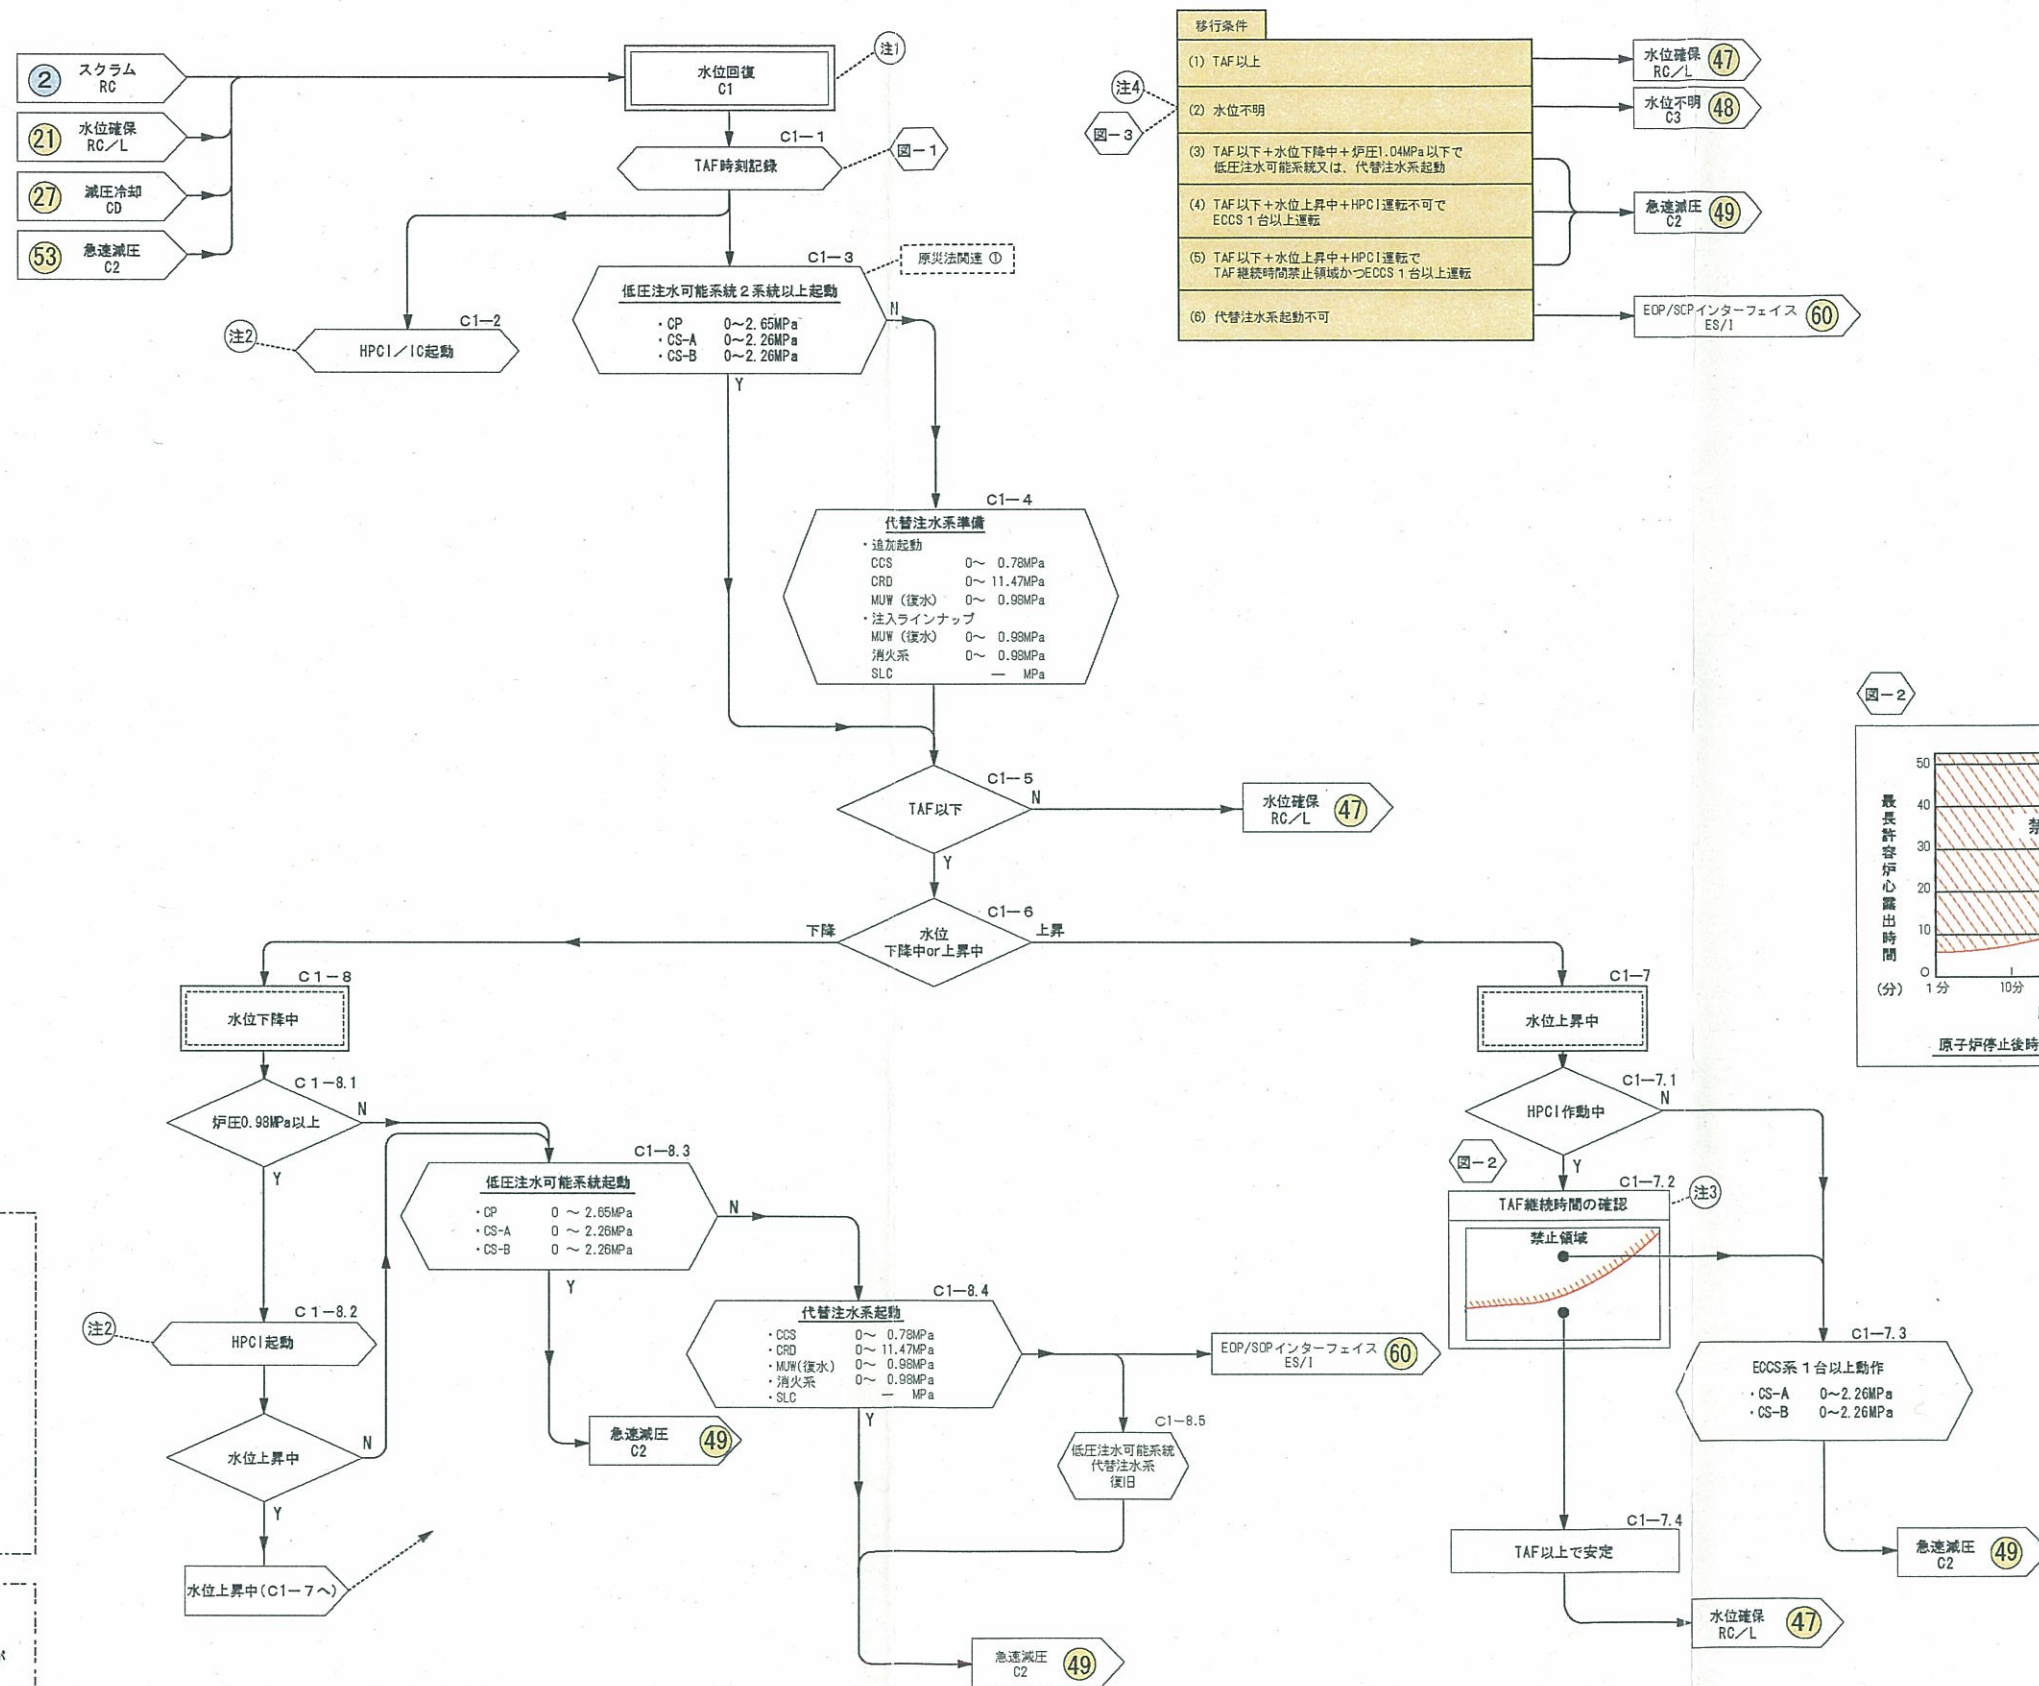 2
スクラム
RC
21
水位確保
RC/L
27
減圧冷却
CD
53
急速減圧
C2
水位回復
C1
注1
C1-1
TAF時刻記録
図-1
C1-2
HPCI/IC起動
注2
C1-3
原災法関連 ①
低圧注水可能系統2系統以上起動
・CP 0~2.65MPa
・CS-A 0~2.26MPa
・CS-B 0~2.26MPa
N
Y
移行条件
(1) TAF以上
(2) 水位不明
(3) TAF以下+水位下降中+炉圧1.04MPa以下で
低圧注水可能系統又は、代替注水系起動
(4) TAF以下+水位上昇中+HPCI運転不可で
ECCS1台以上運転
(5) TAF以下+水位上昇中+HPCI運転で
TAF継続時間禁止領域かつECCS1台以上運転
(6) 代替注水系起動不可
注4
図-3
水位確保
RC/L
47
水位不明
C3
48
急速減圧
C2
49
EOP/SOPインターフェイス
ES/I
60
C1-4
代替注水系準備
・追加起動
CCS 0~ 0.78MPa
CRD 0~ 11.47MPa
MUW(復水) 0~ 0.98MPa
・注入ラインナップ
MUW(復水) 0~ 0.98MPa
消火系 0~ 0.98MPa
SLC — MPa
C1-5
TAF以下
N
Y
水位確保
RC/L
47
図-2
50
40
30
20
10
0
最長許容炉心露出時間
(分)
1分
10分
原子炉停止後時
C1-6
水位
下降中or上昇中
下降
上昇
C1-8
水位下降中
C1-8.1
炉圧0.98MPa以上
N
Y
C1-8.2
HPCI起動
注2
水位上昇中
N
Y
水位上昇中(C1-7へ)
C1-8.3
低圧注水可能系統起動
・CP 0 ~ 2.65MPa
・CS-A 0 ~ 2.26MPa
・CS-B 0 ~ 2.26MPa
N
Y
急速減圧
C2
49
C1-8.4
代替注水系起動
・CCS 0~ 0.78MPa
・CRD 0~ 11.47MPa
・MUW(復水) 0~ 0.98MPa
・消火系 0~ 0.98MPa
・SLC — MPa
Y
EOP/SOPインターフェイス
ES/I
60
C1-8.5
低圧注水可能系統
代替注水系
復旧
急速減圧
C2
49
C1-7
水位上昇中
C1-7.1
HPCI作動中
N
Y
図-2
C1-7.2
注3
TAF継続時間の確認
禁止領域
C1-7.3
ECCS系1台以上動作
・CS-A 0~2.26MPa
・CS-B 0~2.26MPa
C1-7.4
TAF以上で安定
急速減圧
C2
49
水位確保
RC/L
47